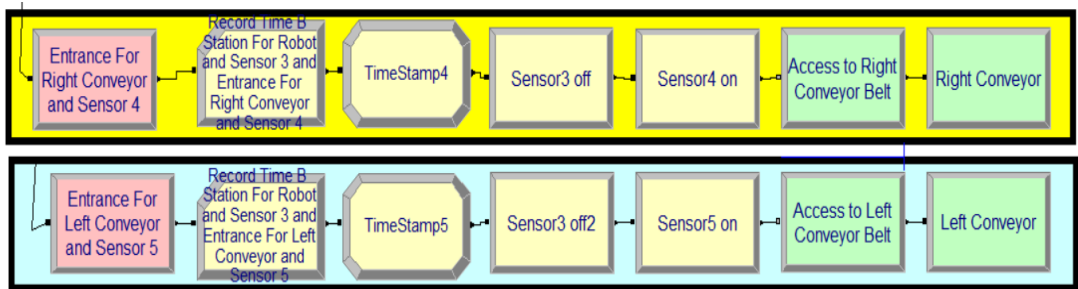 Entrance For
Right Conveyor
and Sensor 4
Record Time B
Station For Robot
and Sensor 3 and
Entrance For
Right Conveyor
and Sensor 4
TimeStamp4
Sensor3 off
Sensor4 on
Access to Right
Conveyor Belt
Right Conveyor
Entrance For
Left Conveyor
and Sensor 5
Record Time B
Station For Robot
and Sensor 3 and
Entrance For Left
Conveyor and
Sensor 5
TimeStamp5
Sensor3 off2
Sensor5 on
Access to Left
Conveyor Belt
Left Conveyor